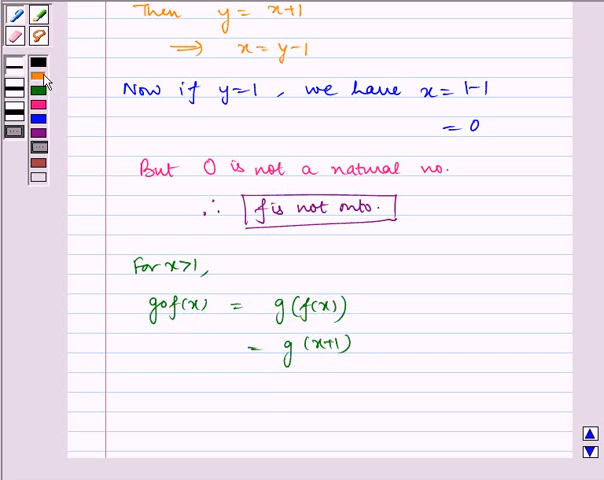 Then y = x+1
⟹ x = y-1
Now if y=1, we have x = 1-1
= 0
But 0 is not a natural no.
∴ f is not onto.
For x>1,
gof(x) = g(f(x))
= g(x+1)